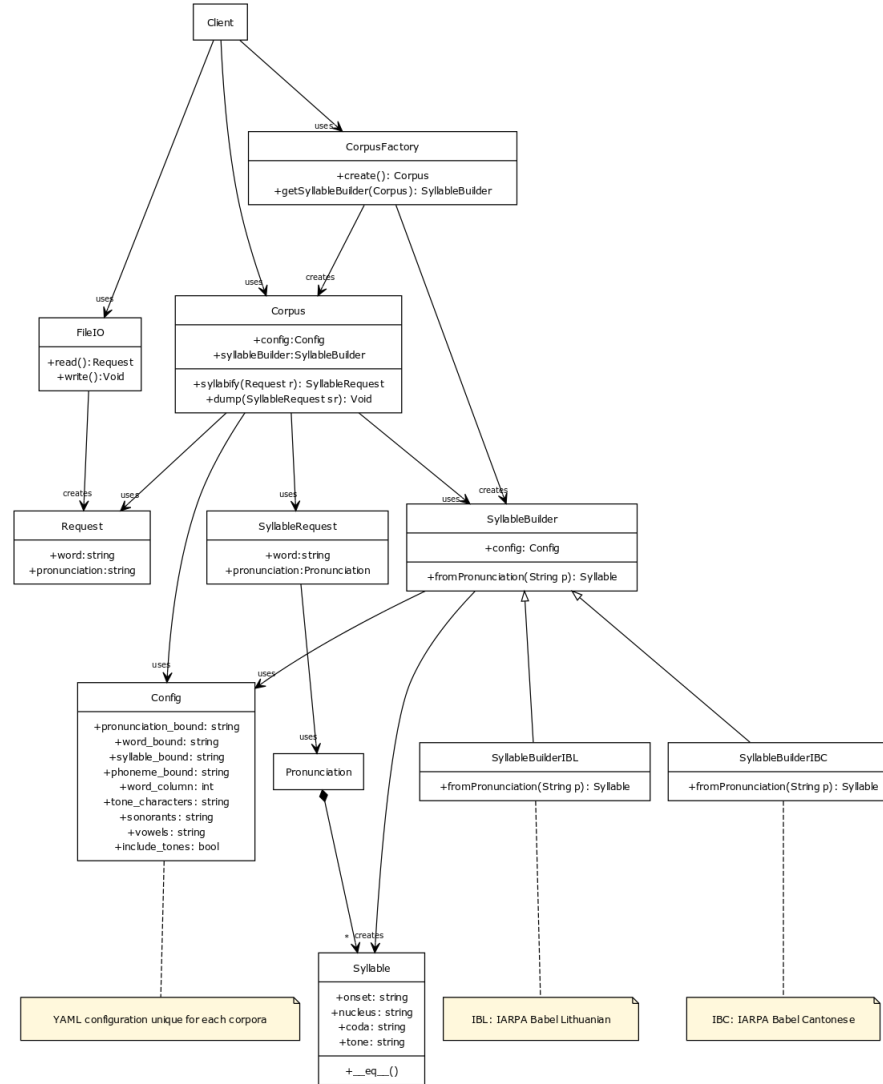 Client
uses
CorpusFactory
+create(): Corpus
+getSyllableBuilder(Corpus): SyllableBuilder
uses
uses
creates
Corpus
+config:Config
+syllableBuilder:SyllableBuilder
+syllabify(Request r): SyllableRequest
+dump(SyllableRequest sr): Void
FileIO
+read():Request
+write():Void
creates
uses
uses
uses
creates
Request
+word:string
+pronunciation:string
SyllableRequest
+word:string
+pronunciation:Pronunciation
SyllableBuilder
+config: Config
+fromPronunciation(String p): Syllable
uses
uses
Config
+pronunciation_bound: string
+word_bound: string
+syllable_bound: string
+phoneme_bound: string
+word_column: int
+tone_characters: string
+sonorants: string
+vowels: string
+include_tones: bool
uses
Pronunciation
SyllableBuilderIBL
+fromPronunciation(String p): Syllable
SyllableBuilderIBC
+fromPronunciation(String p): Syllable
* creates
Syllable
+onset: string
+nucleus: string
+coda: string
+tone: string
+__eq__()
YAML configuration unique for each corpora
IBL: IARPA Babel Lithuanian
IBC: IARPA Babel Cantonese